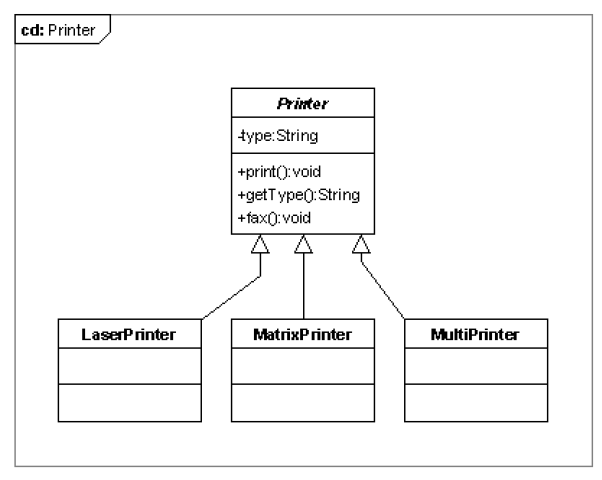 cd: Printer
Printer
-type:String
+print():void
+getType():String
+fax():void
LaserPrinter
MatrixPrinter
MultiPrinter